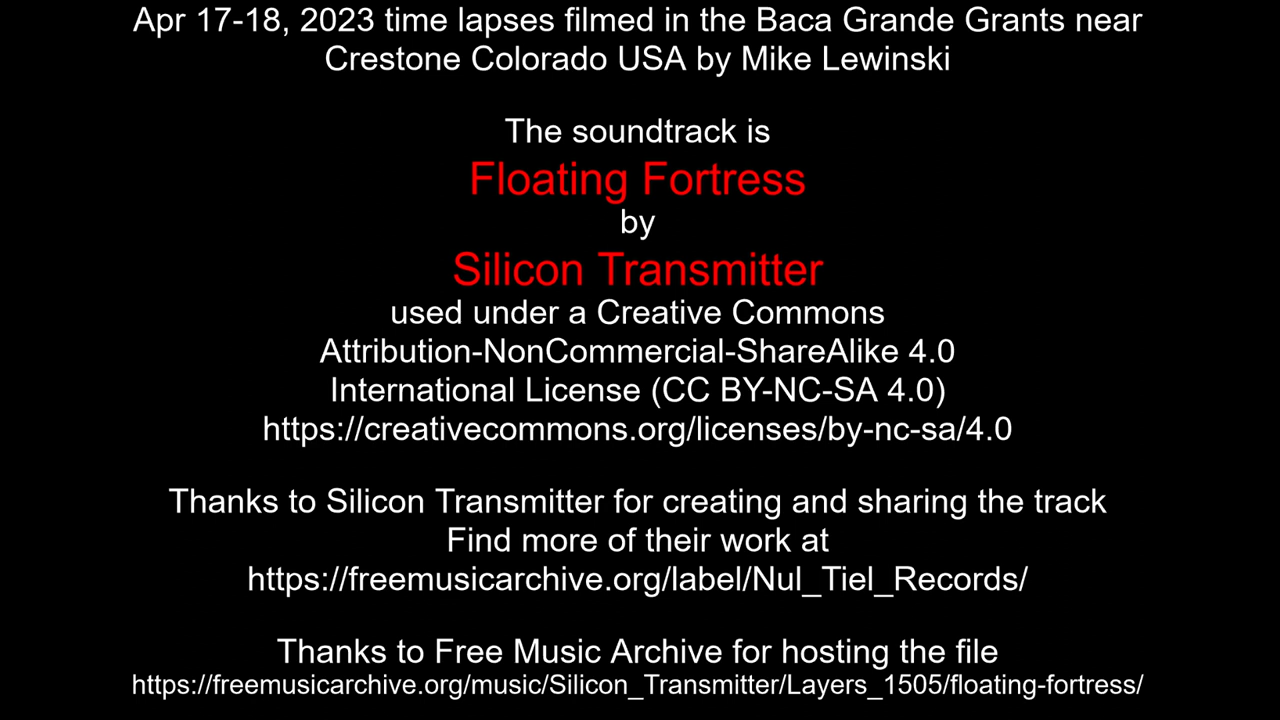 Apr 17-18, 2023 time lapses filmed in the Baca Grande Grants near
Crestone Colorado USA by Mike Lewinski
The soundtrack is
Floating Fortress
by
Silicon Transmitter
used under a Creative Commons
Attribution-NonCommercial-ShareAlike 4.0
International License (CC BY-NC-SA 4.0)
https://creativecommons.org/licenses/by-nc-sa/4.0
Thanks to Silicon Transmitter for creating and sharing the track
Find more of their work at
https://freemusicarchive.org/label/Nul_Tiel_Records/
Thanks to Free Music Archive for hosting the file
https://freemusicarchive.org/music/Silicon_Transmitter/Layers_1505/floating-fortress/